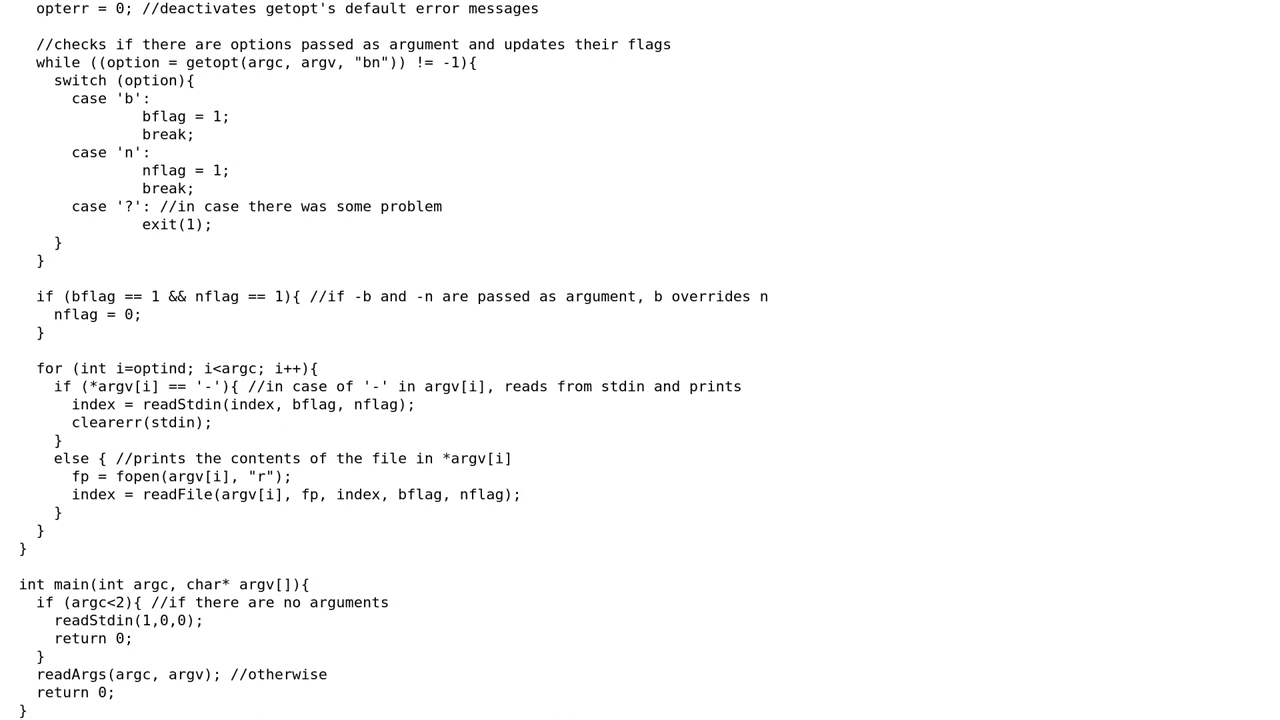 opterr = 0; //deactivates getopt's default error messages
//checks if there are options passed as argument and updates their flags
while ((option = getopt(argc, argv, "bn")) != -1){
switch (option){
case 'b':
bflag = 1;
break;
case 'n':
nflag = 1;
break;
case '?': //in case there was some problem
exit(1);
}
}
if (bflag == 1 && nflag == 1){ //if -b and -n are passed as argument, b overrides n
nflag = 0;
}
for (int i=optind; i<argc; i++){
if (*argv[i] == '-'){ //in case of '-' in argv[i], reads from stdin and prints
index = readStdin(index, bflag, nflag);
clearerr(stdin);
}
else { //prints the contents of the file in *argv[i]
fp = fopen(argv[i], "r");
index = readFile(argv[i], fp, index, bflag, nflag);
}
}
}
int main(int argc, char* argv[]){
if (argc<2){ //if there are no arguments
readStdin(1,0,0);
return 0;
}
readArgs(argc, argv); //otherwise
return 0;
}